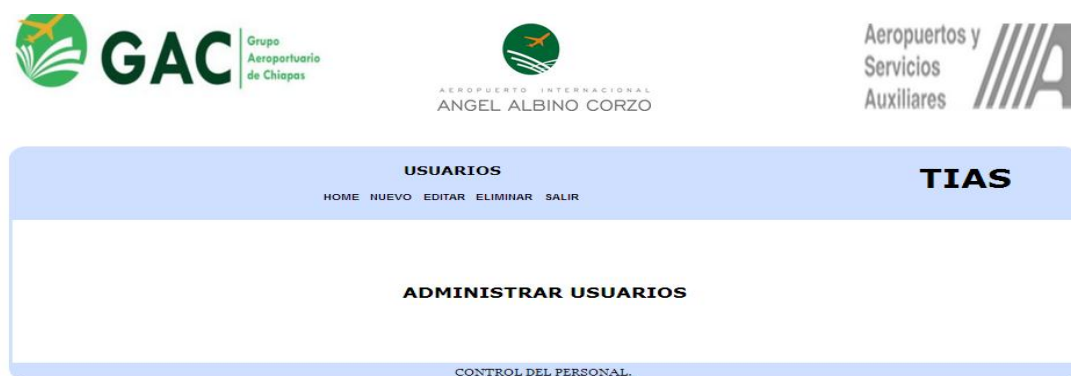 GAC
Grupo
Aeroportuario
de Chiapas
AEROPUERTO INTERNACIONAL
ANGEL ALBINO CORZO
Aeropuertos y
Servicios
Auxiliares
USUARIOS
HOME NUEVO EDITAR ELIMINAR SALIR
TIAS
ADMINISTRAR USUARIOS
CONTROL DEL PERSONAL.